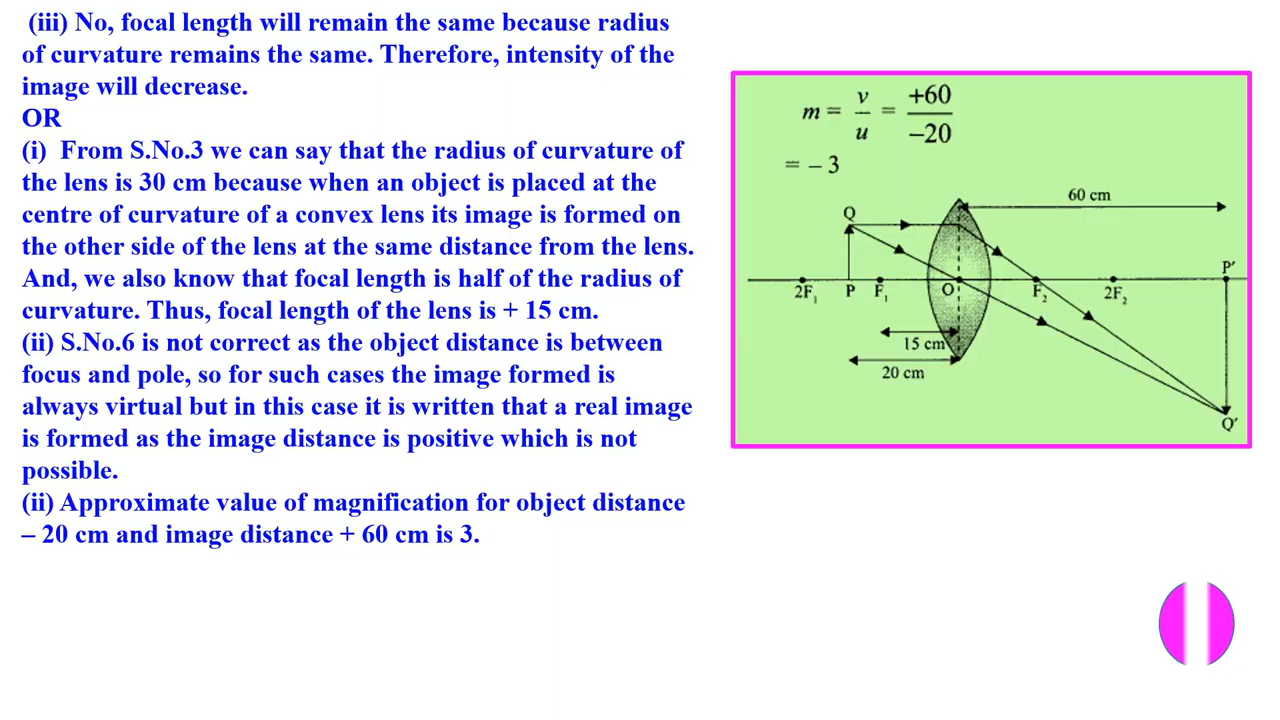 (iii) No, focal length will remain the same because radius
of curvature remains the same. Therefore, intensity of the
image will decrease.
OR
(i) From S.No.3 we can say that the radius of curvature of
the lens is 30 cm because when an object is placed at the
centre of curvature of a convex lens its image is formed on
the other side of the lens at the same distance from the lens.
And, we also know that focal length is half of the radius of
curvature. Thus, focal length of the lens is + 15 cm.
(ii) S.No.6 is not correct as the object distance is between
focus and pole, so for such cases the image formed is
always virtual but in this case it is written that a real image
is formed as the image distance is positive which is not
possible.
(ii) Approximate value of magnification for object distance
– 20 cm and image distance + 60 cm is 3.
m = v/u = +60/–20
= – 3
60 cm
Q
P′
2F₁ P F₁ O F₂ 2F₂
15 cm
20 cm
Q′